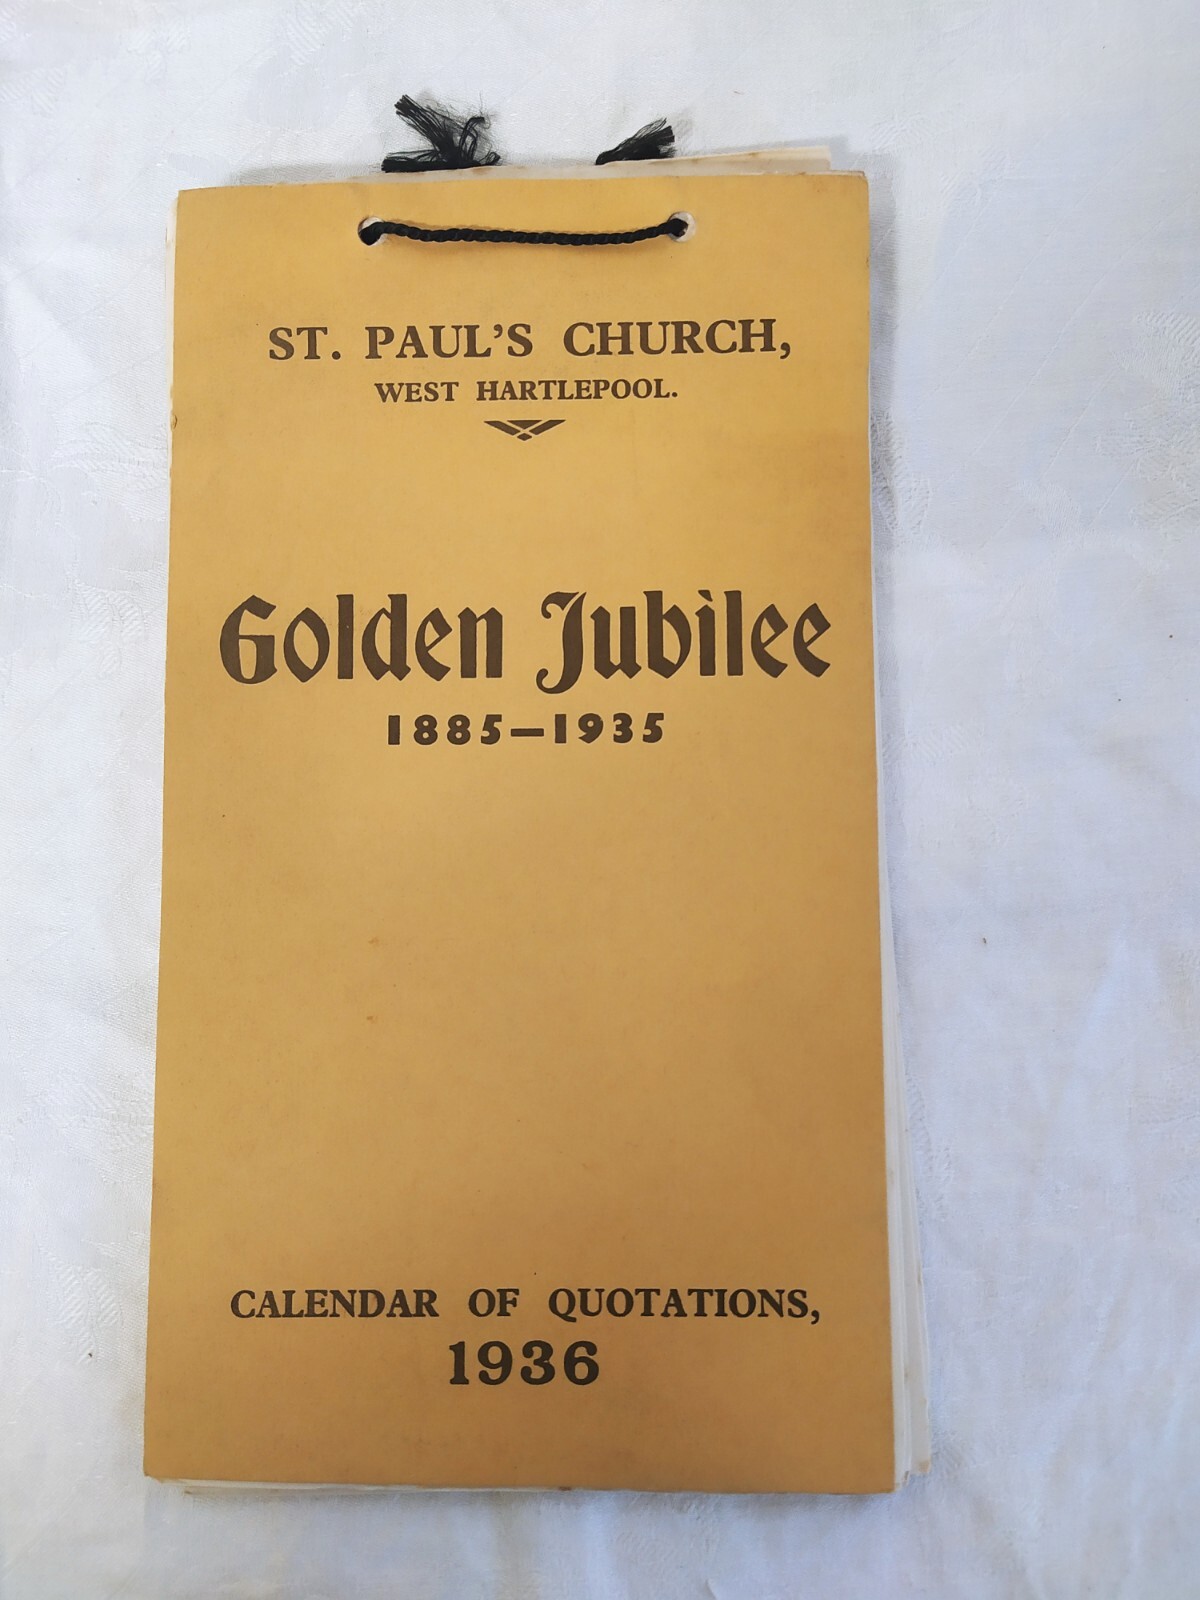 ST. PAUL'S CHURCH,
WEST HARTLEPOOL.
Golden Jubilee
1885—1935
CALENDAR OF QUOTATIONS,
1936